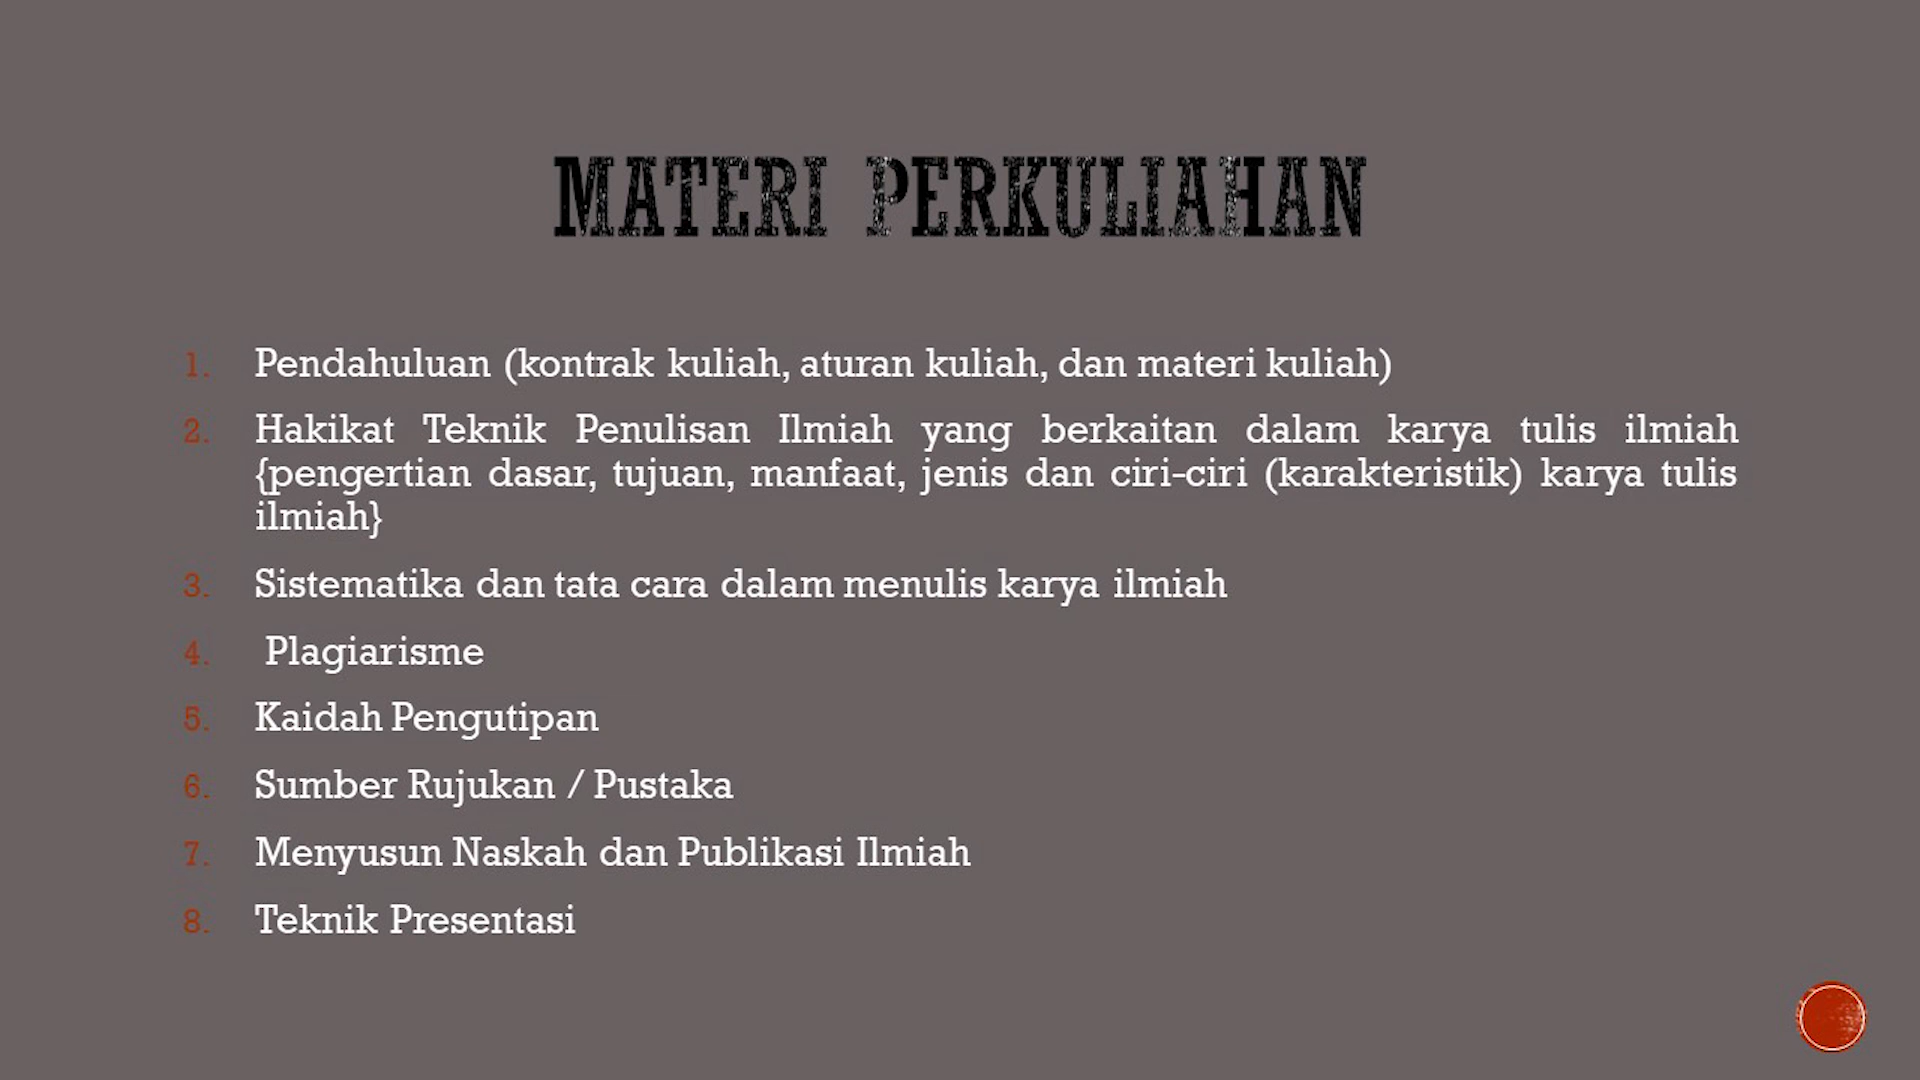 MATERI PERKULIAHAN
1. Pendahuluan (kontrak kuliah, aturan kuliah, dan materi kuliah)
2. Hakikat Teknik Penulisan Ilmiah yang berkaitan dalam karya tulis ilmiah
{pengertian dasar, tujuan, manfaat, jenis dan ciri-ciri (karakteristik) karya tulis
ilmiah}
3. Sistematika dan tata cara dalam menulis karya ilmiah
4. Plagiarisme
5. Kaidah Pengutipan
6. Sumber Rujukan / Pustaka
7. Menyusun Naskah dan Publikasi Ilmiah
8. Teknik Presentasi